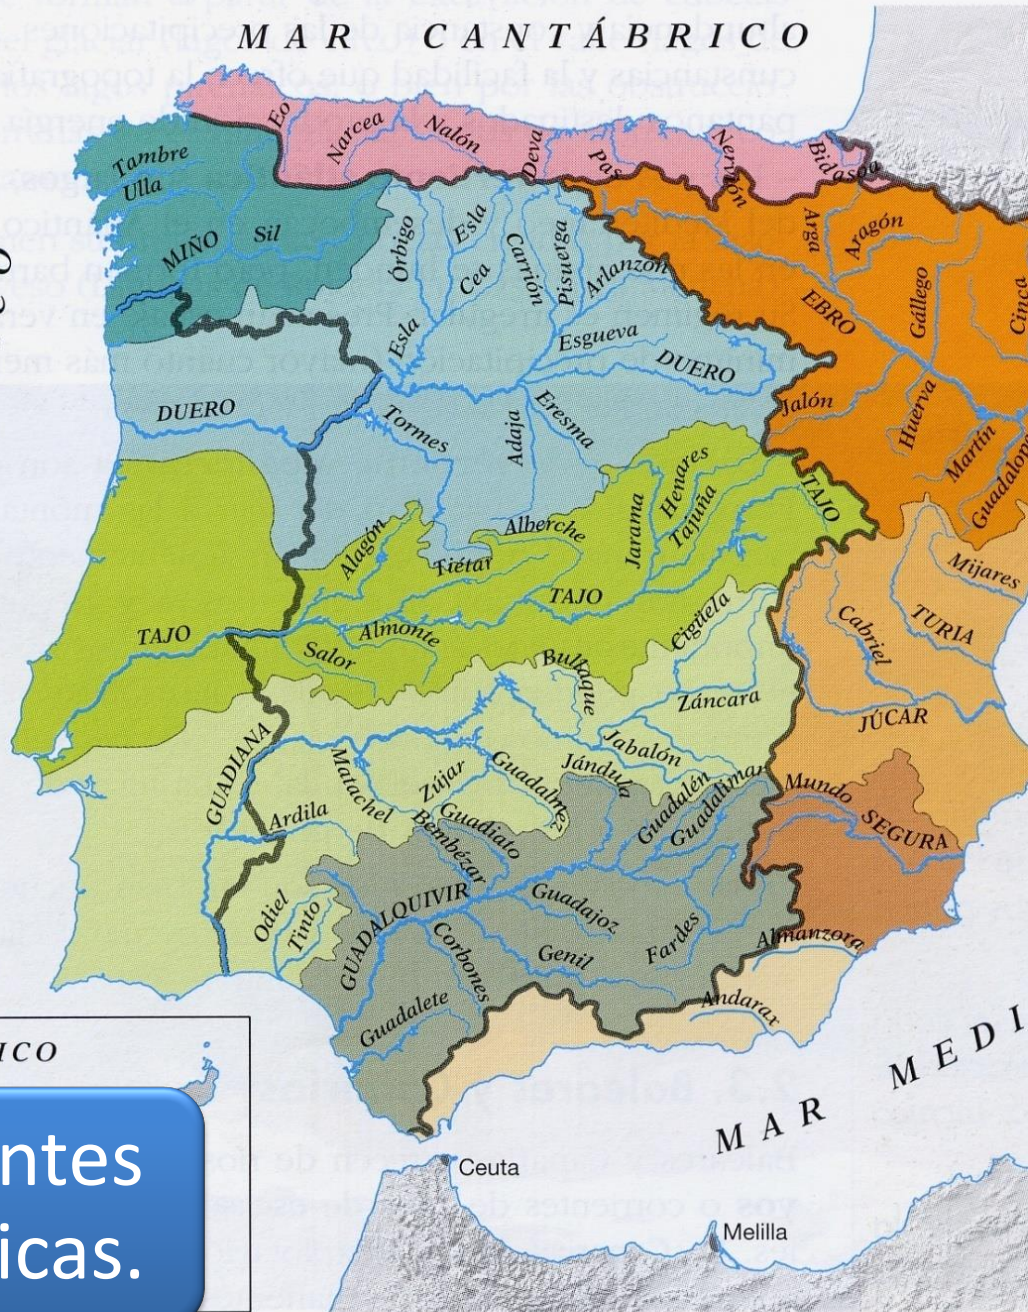 MAR CANTÁBRICO
Eo
Narcea
Nalón
Deva
Pas
Nervión
Bidasoa
Tambre
Ulla
MIÑO
Sil
Órbigo
Esla
Cea
Carrión
Pisuerga
Arlanzón
Esgueva
Esla
DUERO
DUERO
Tormes
Adaja
Eresma
Arga
Aragón
EBRO
Gállego
Cinca
Jalón
Huerva
Martín
Guadalop
Henares
Tajuña
Jarama
TAJO
Alagón
Alberche
Tiétar
TAJO
TAJO
Almonte
Salor
Mijares
TURIA
Cabriel
JÚCAR
Cigüela
Záncara
Bullaque
Jabalón
GUADIANA
Matachel
Zújar
Guadalmez
Ardila
Jándula
Guadalén
Guadalimar
Mundo
SEGURA
Guadiato
Bembézar
Odiel
Tinto
GUADALQUIVIR
Guadajoz
Corbones
Genil
Fardes
Guadalete
Almanzora
Andarax
MAR MEDI
Ceuta
Melilla
ICO
ntes
icas.